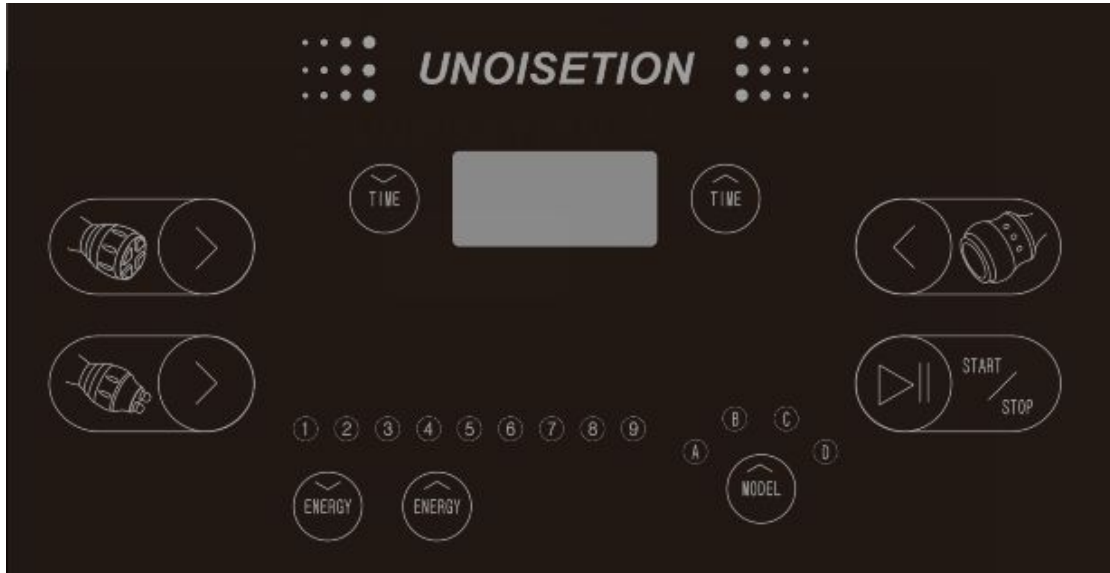 UNOISETION
TIME
TIME
START
STOP
1 2 3 4 5 6 7 8 9
A B C D
ENERGY
ENERGY
MODEL